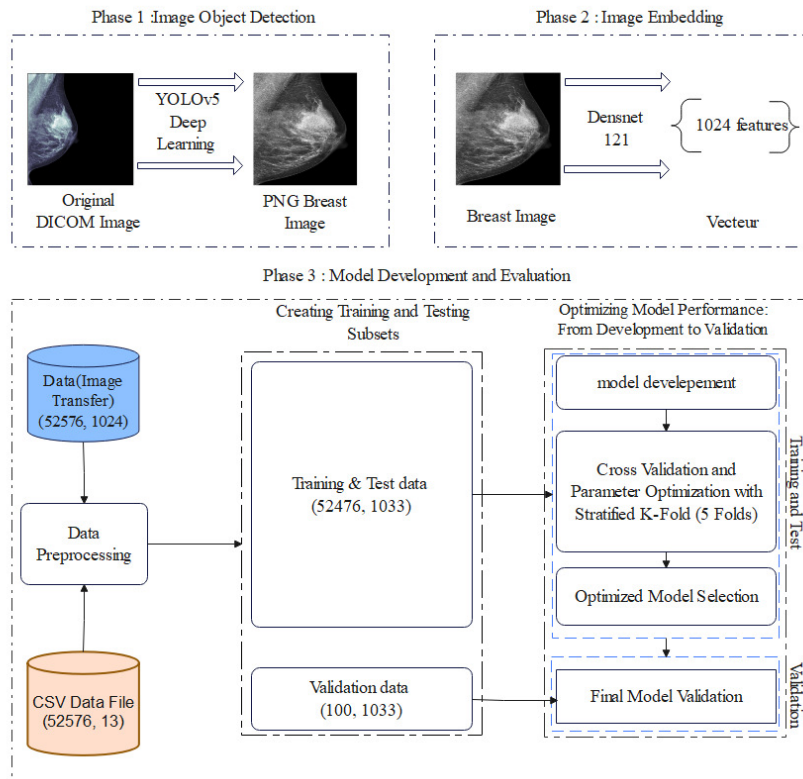 Phase 1 :Image Object Detection
YOLOv5
Deep
Learning
Original
DICOM Image
PNG Breast
Image
Phase 2 : Image Embedding
Densnet
121
1024 features
Breast Image
Vecteur
Phase 3 : Model Development and Evaluation
Data(Image
Transfer)
(52576, 1024)
Data
Preprocessing
CSV Data File
(52576, 13)
Creating Training and Testing
Subsets
Training & Test data
(52476, 1033)
Validation data
(100, 1033)
Optimizing Model Performance:
From Development to Validation
model develepement
Cross Validation and
Parameter Optimization with
Stratified K-Fold (5 Folds)
Optimized Model Selection
Training and Test
Final Model Validation
Validation